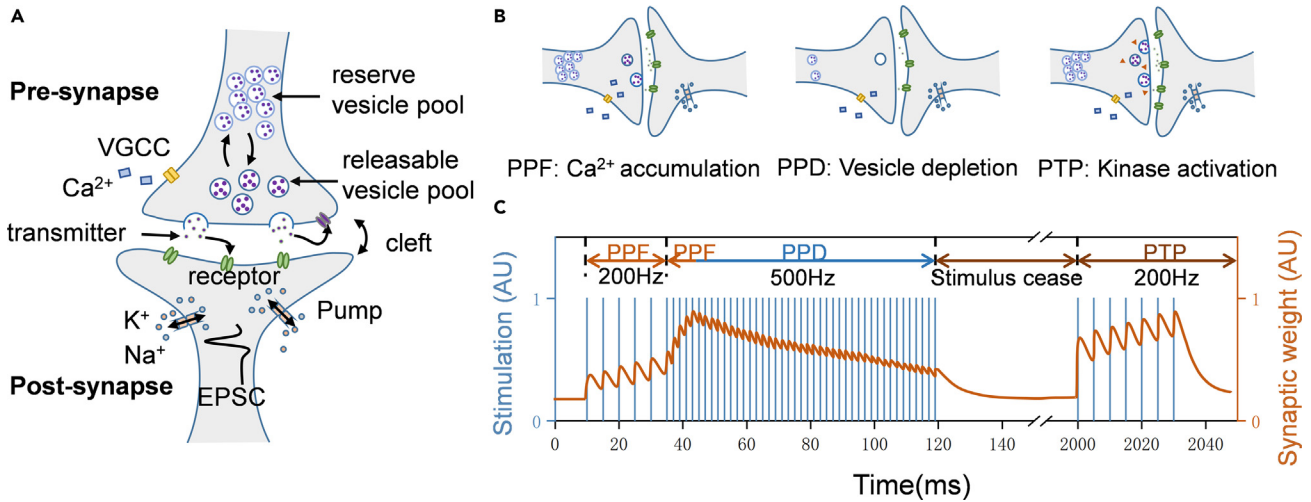 A
Pre-synapse
reserve
vesicle pool
VGCC
Ca²⁺
releasable
vesicle pool
transmitter
cleft
receptor
K⁺
Na⁺
Pump
Post-synapse
EPSC
B
PPF: Ca²⁺ accumulation
PPD: Vesicle depletion
PTP: Kinase activation
C
PPF
PPF
PPD
PTP
200Hz
500Hz
Stimulus cease
200Hz
Stimulation (AU)
1
0
Synaptic weight (AU)
1
0
0 20 40 60 80 100 120 140 2000 2020 2040
Time(ms)